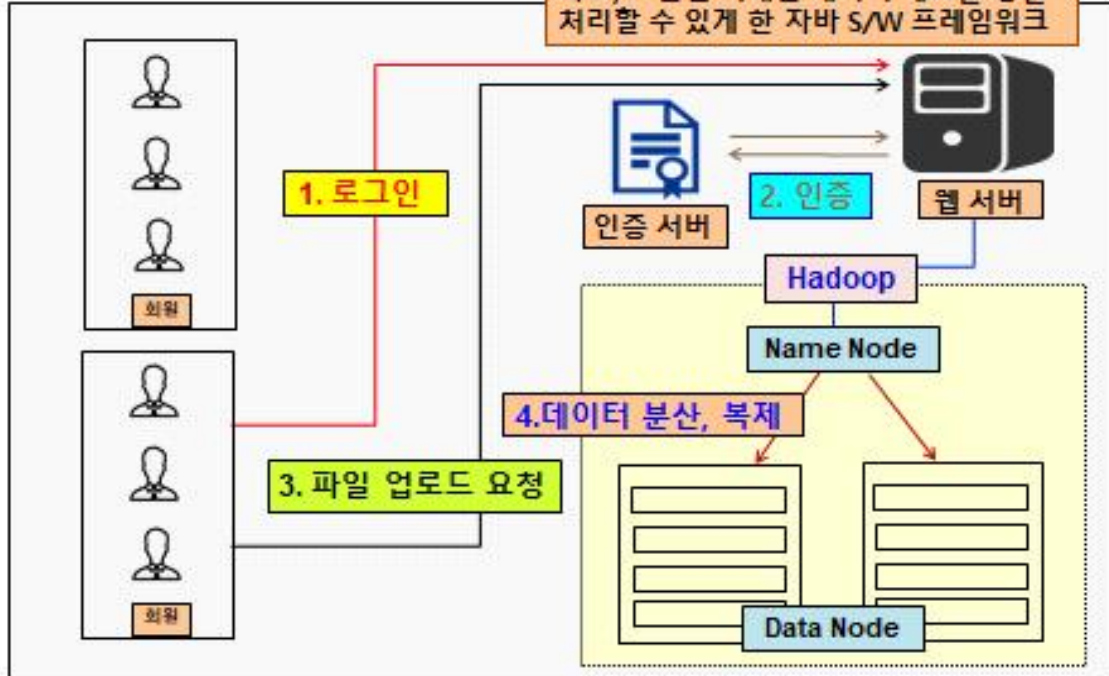 처리할 수 있게 한 자바 S/W 프레임워크
1. 로그인
2. 인증
인증 서버
웹 서버
회원
Hadoop
Name Node
4.데이터 분산, 복제
3. 파일 업로드 요청
회원
Data Node